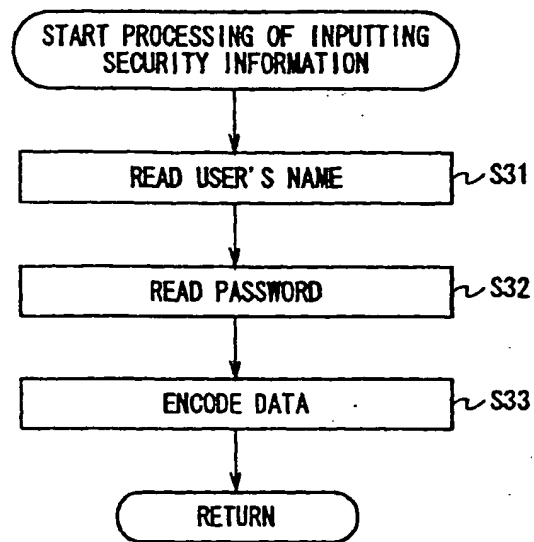 START PROCESSING OF INPUTTING
SECURITY INFORMATION
READ USER'S NAME
S31
READ PASSWORD
S32
ENCODE DATA
S33
RETURN